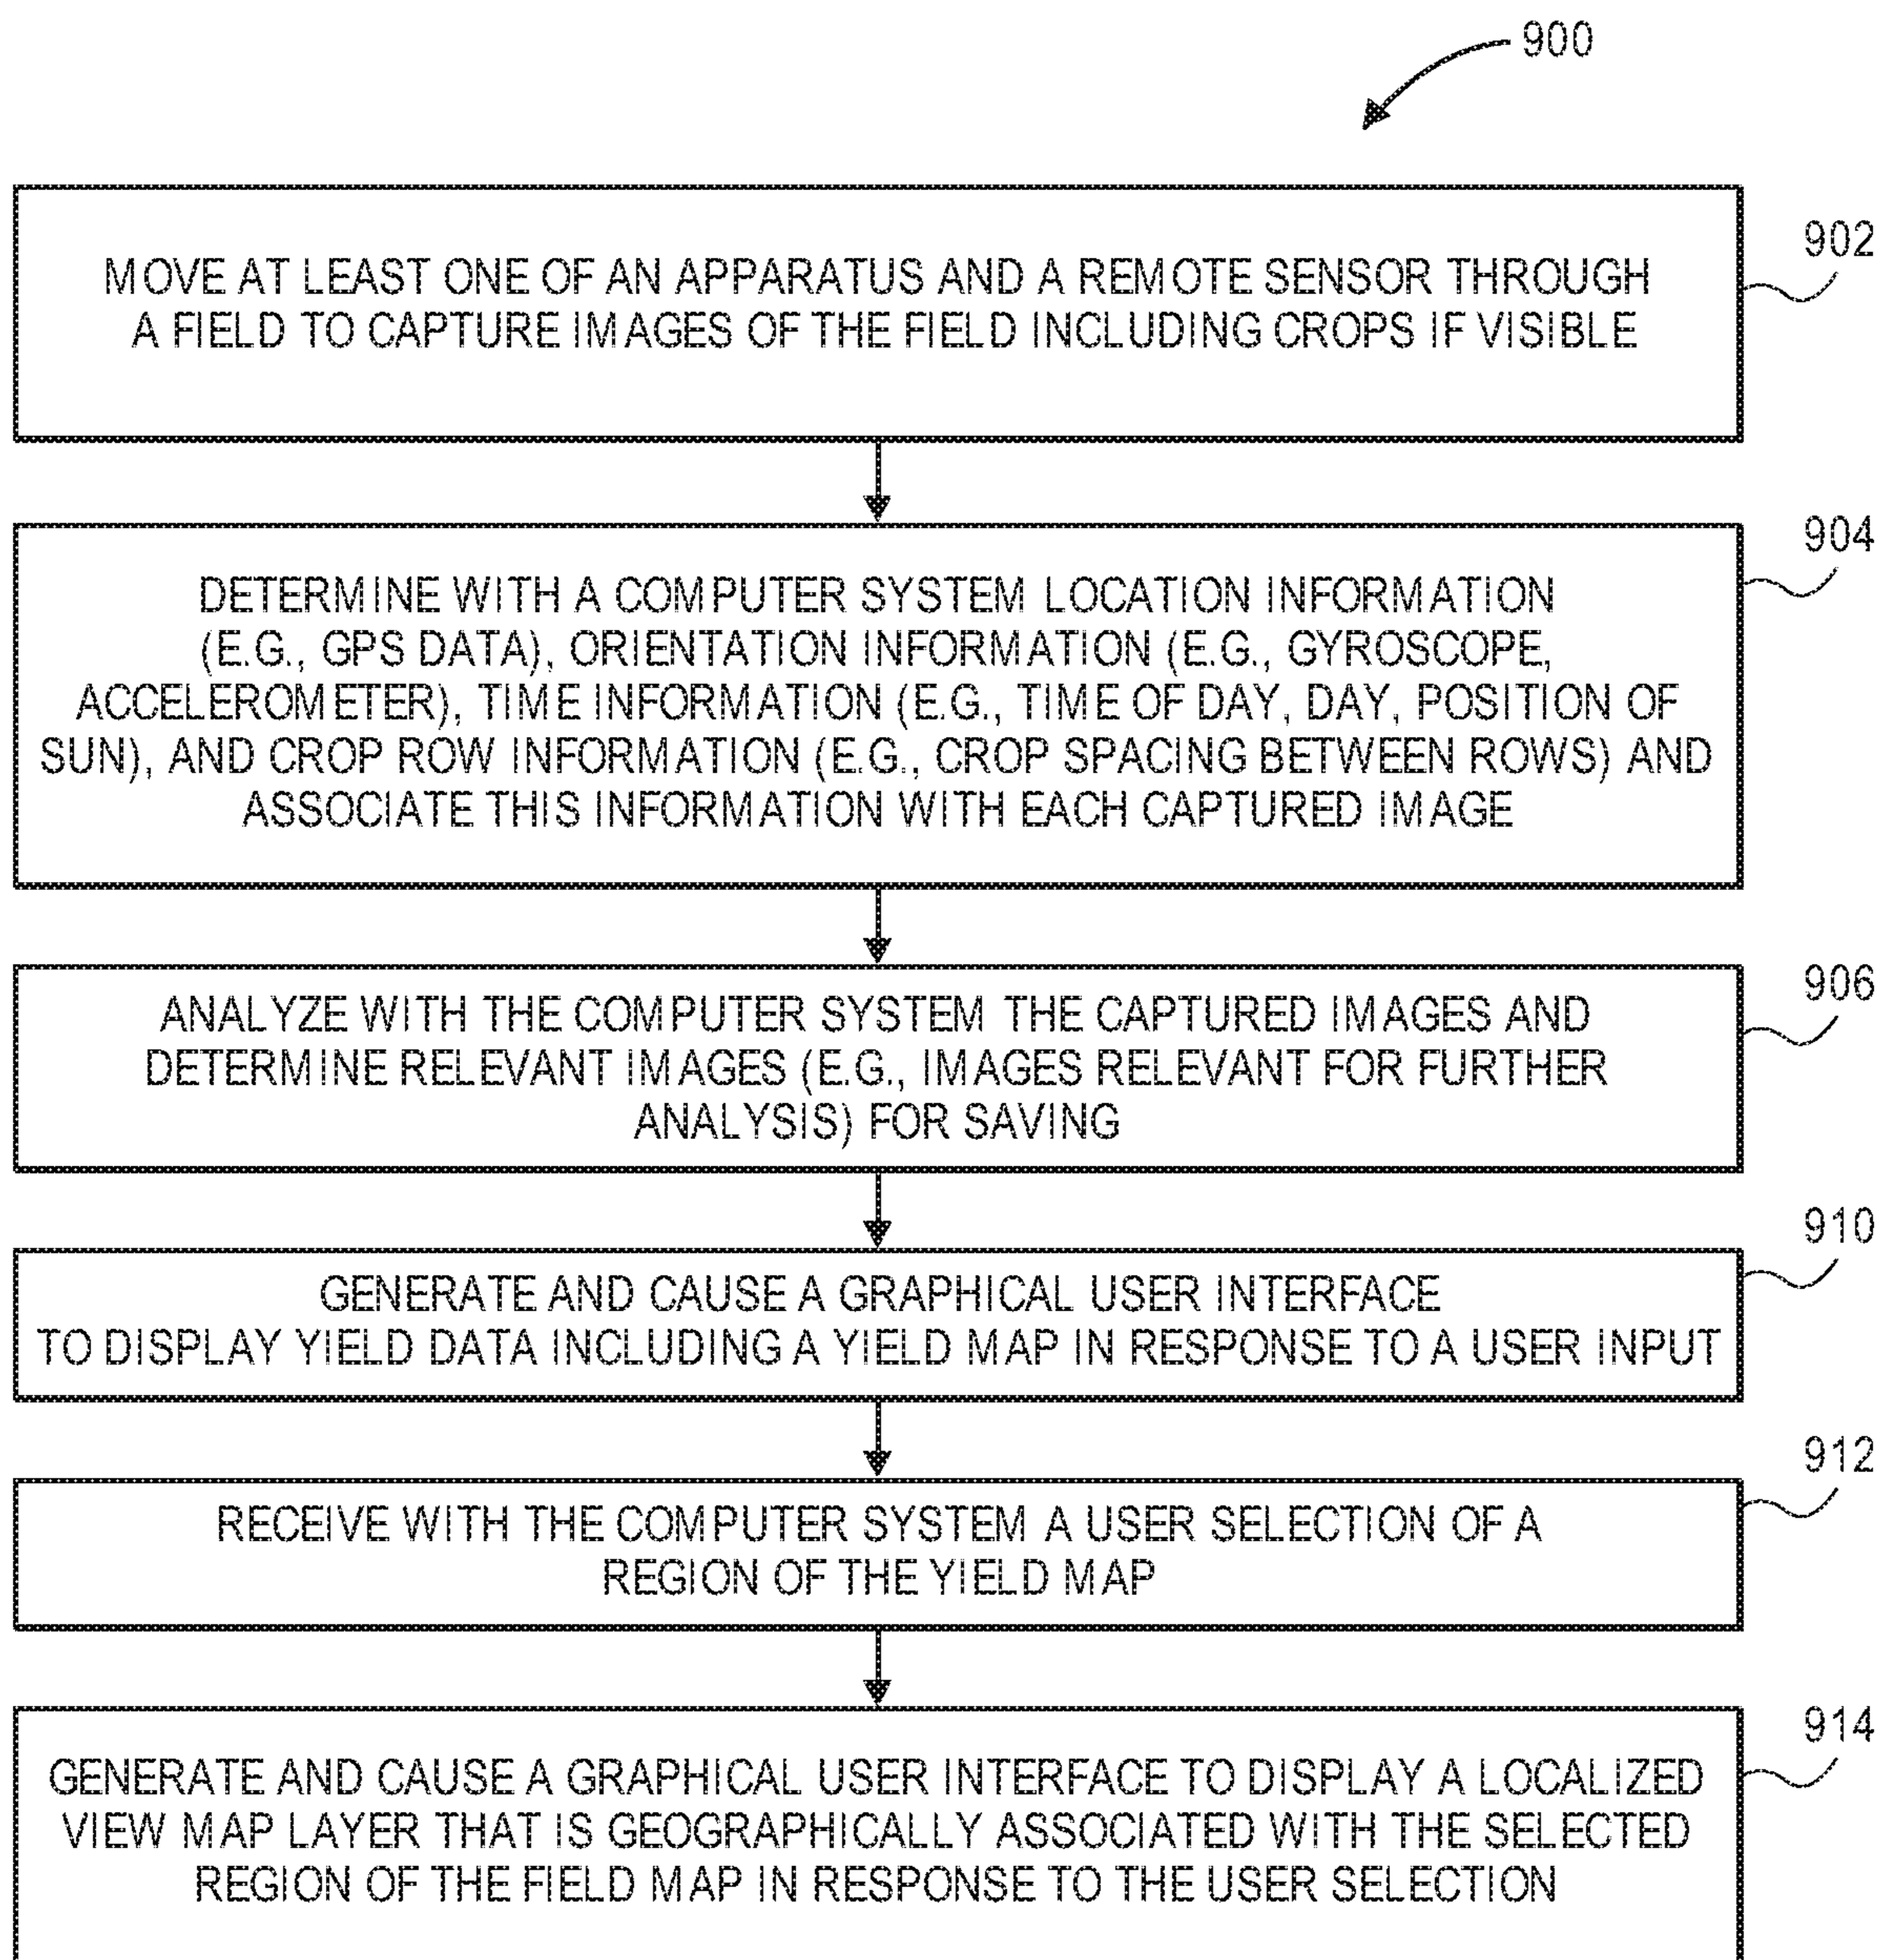 900
902
MOVE AT LEAST ONE OF AN APPARATUS AND A REMOTE SENSOR THROUGH
A FIELD TO CAPTURE IMAGES OF THE FIELD INCLUDING CROPS IF VISIBLE
904
DETERMINE WITH A COMPUTER SYSTEM LOCATION INFORMATION
(E.G., GPS DATA), ORIENTATION INFORMATION (E.G., GYROSCOPE,
ACCELEROMETER), TIME INFORMATION (E.G., TIME OF DAY, DAY, POSITION OF
SUN), AND CROP ROW INFORMATION (E.G., CROP SPACING BETWEEN ROWS) AND
ASSOCIATE THIS INFORMATION WITH EACH CAPTURED IMAGE
906
ANALYZE WITH THE COMPUTER SYSTEM THE CAPTURED IMAGES AND
DETERMINE RELEVANT IMAGES (E.G., IMAGES RELEVANT FOR FURTHER
ANALYSIS) FOR SAVING
910
GENERATE AND CAUSE A GRAPHICAL USER INTERFACE
TO DISPLAY YIELD DATA INCLUDING A YIELD MAP IN RESPONSE TO A USER INPUT
912
RECEIVE WITH THE COMPUTER SYSTEM A USER SELECTION OF A
REGION OF THE YIELD MAP
914
GENERATE AND CAUSE A GRAPHICAL USER INTERFACE TO DISPLAY A LOCALIZED
VIEW MAP LAYER THAT IS GEOGRAPHICALLY ASSOCIATED WITH THE SELECTED
REGION OF THE FIELD MAP IN RESPONSE TO THE USER SELECTION